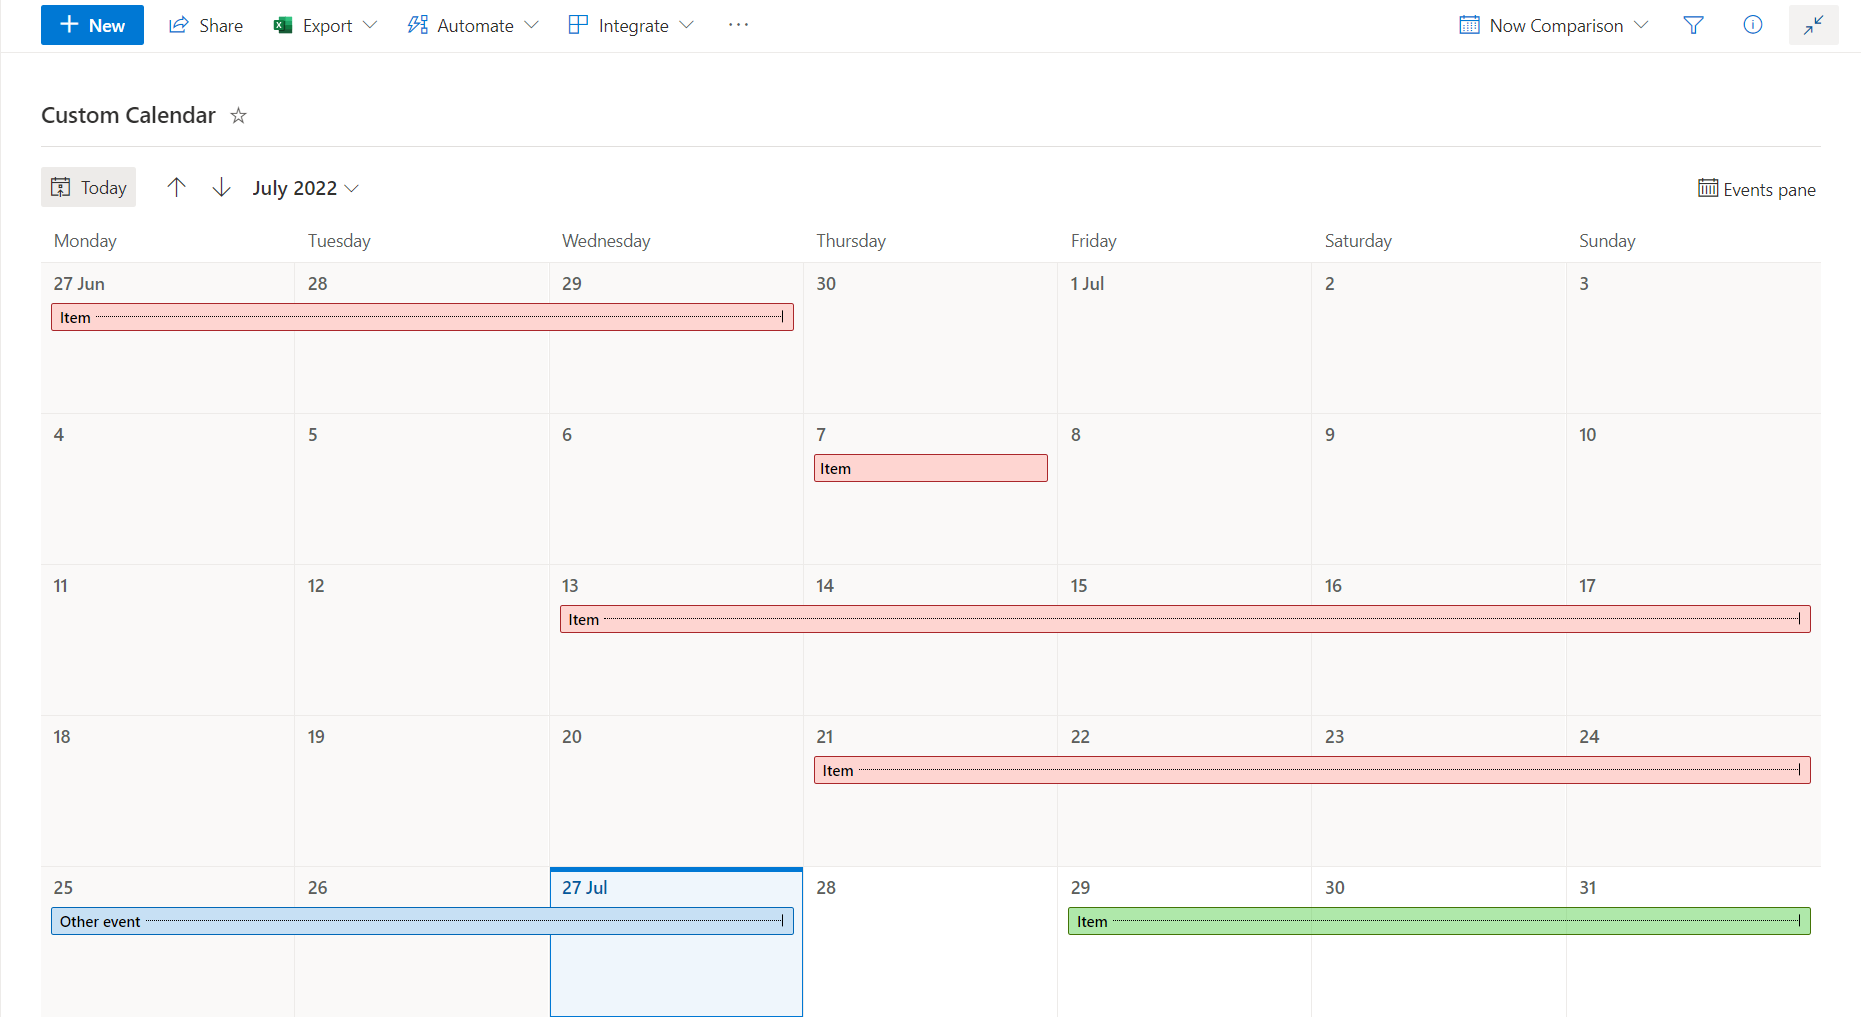 New Share Export Automate Integrate ··· Now Comparison
Custom Calendar
Today July 2022 Events pane
Monday Tuesday Wednesday Thursday Friday Saturday Sunday
27 Jun 28 29 30 1 Jul 2 3
Item
4 5 6 7 8 9 10
Item
11 12 13 14 15 16 17
Item
18 19 20 21 22 23 24
Item
25 26 27 Jul 28 29 30 31
Other event Item